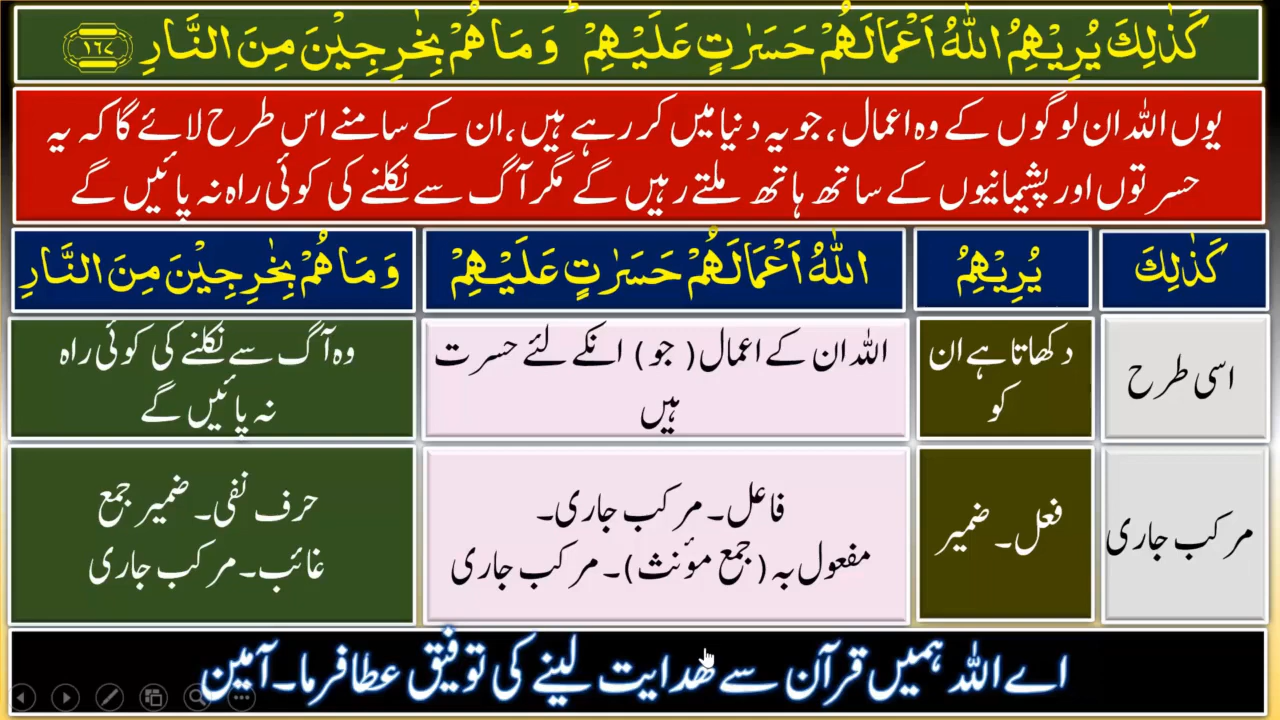 كَذٰلِكَ يُرِيْهِمُ اللّٰهُ اَعْمَالَهُمْ حَسَرٰتٍ عَلَيْهِمْ ؕ وَ مَا هُمْ بِخٰرِجِيْنَ مِنَ النَّارِ ١٦٧
یوں اللہ ان لوگوں کے وہ اعمال ، جو یہ دنیا میں کر رہے ہیں ، ان کے سامنے اس طرح لائے گا کہ یہ
حسرتوں اور پشیمانیوں کے ساتھ ہاتھ ملتے رہیں گے مگر آگ سے نکلنے کی کوئی راہ نہ پائیں گے
كَذٰلِكَ
يُرِيْهِمُ
اللّٰهُ اَعْمَالَهُمْ حَسَرٰتٍ عَلَيْهِمْ
وَ مَا هُمْ بِخٰرِجِيْنَ مِنَ النَّارِ
اسی طرح
دکھاتا ہے ان
کو
اللہ ان کے اعمال ( جو ) انکے لئے حسرت
ہیں
وہ آگ سے نکلنے کی کوئی راہ
نہ پائیں گے
مرکب جاری
فعل۔ ضمیر
فاعل۔ مرکب جاری۔
مفعول بہ (جمع موٴنث)۔ مرکب جاری
حرف نفی۔ ضمیر جمع
غائب۔ مرکب جاری
اے اللہ ہمیں قرآن سے ھدایت لینے کی توفیق عطا فرما۔ آمین